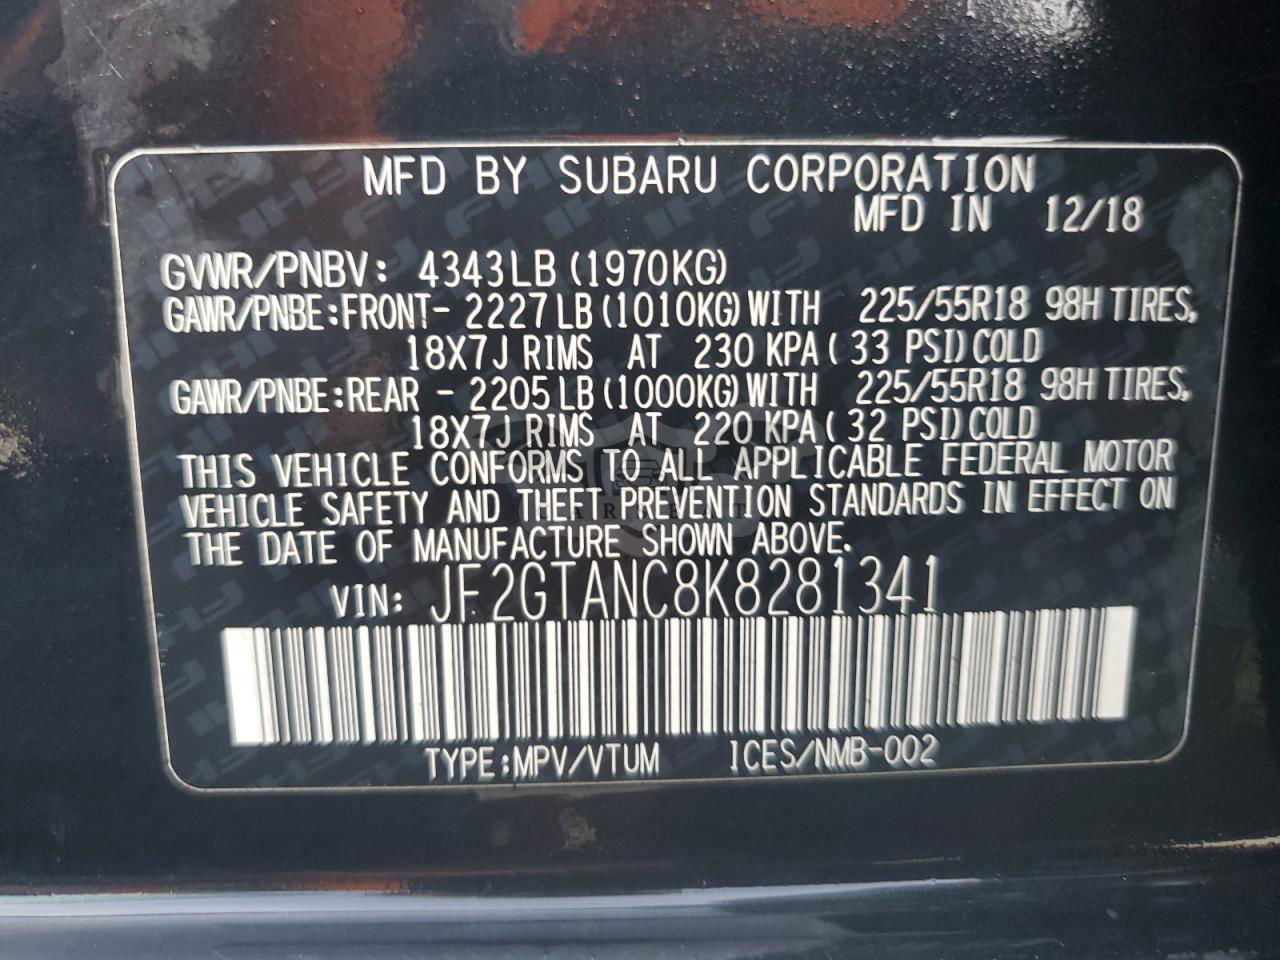 MFD BY SUBARU CORPORATION
MFD IN 12/18
GVWR/PNBV: 4343LB (1970KG)
GAWR/PNBE:FRONT- 2227LB (1010KG) WITH 225/55R18 98H TIRES,
18X7J RIMS AT 230 KPA( 33 PSI) COLD
GAWR/PNBE:REAR - 2205LB (1000KG) WITH 225/55R18 98H TIRES,
18X7J RIMS AT 220 KPA( 32 PSI) COLD
THIS VEHICLE CONFORMS TO ALL APPLICABLE FEDERAL MOTOR
VEHICLE SAFETY AND THEFT PREVENTION STANDARDS IN EFFECT ON
THE DATE OF MANUFACTURE SHOWN ABOVE.
VIN: JF2GTANC8K8281341
TYPE:MPV/VTUM ICES/NMB-002